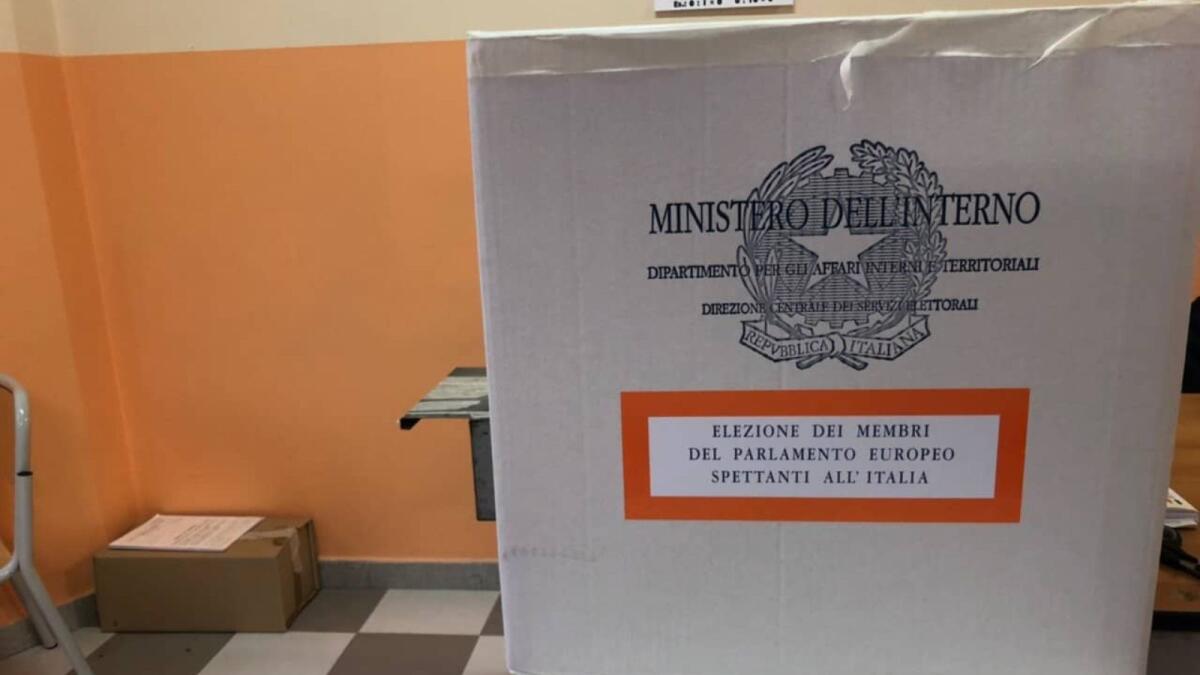 MINISTERO DELL'INTERNO
DIPARTIMENTO PER GLI AFFARI INTERNI E TERRITORIALI
DIREZIONE CENTRALE DEI SERVIZI ELETTORALI
REPVBBLICA ITALIANA
ELEZIONE DEI MEMBRI
DEL PARLAMENTO EUROPEO
SPETTANTI ALL'ITALIA